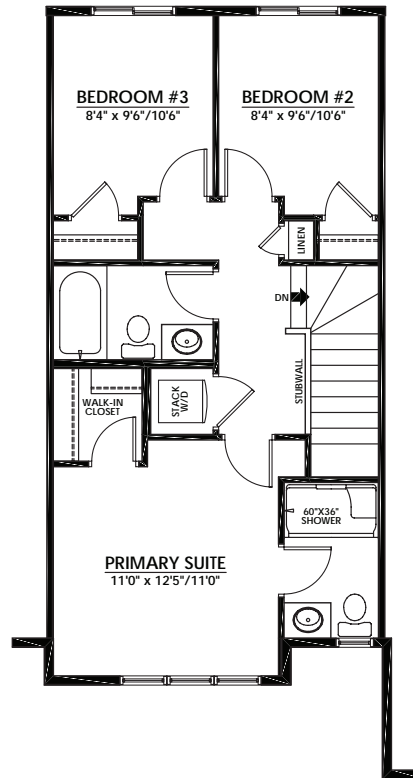 BEDROOM #3
8'4" x 9'6"/10'6"
BEDROOM #2
8'4" x 9'6"/10'6"
LINEN
DN
STUBWALL
WALK-IN
CLOSET
STACK
W/D
60"X36"
SHOWER
PRIMARY SUITE
11'0" x 12'5"/11'0"